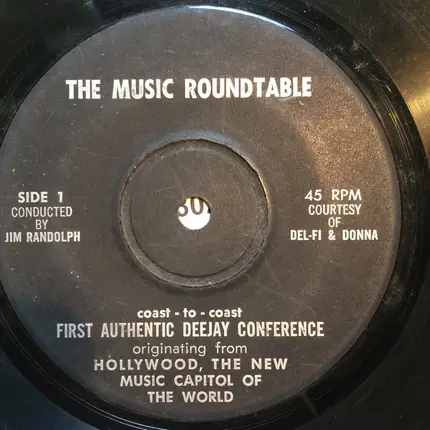 THE MUSIC ROUNDTABLE
SIDE 1
CONDUCTED
BY
JIM RANDOLPH
45 RPM
COURTESY
OF
DEL-FI & DONNA
coast - to - coast
FIRST AUTHENTIC DEEJAY CONFERENCE
originating from
HOLLYWOOD, THE NEW
MUSIC CAPITOL OF
THE WORLD